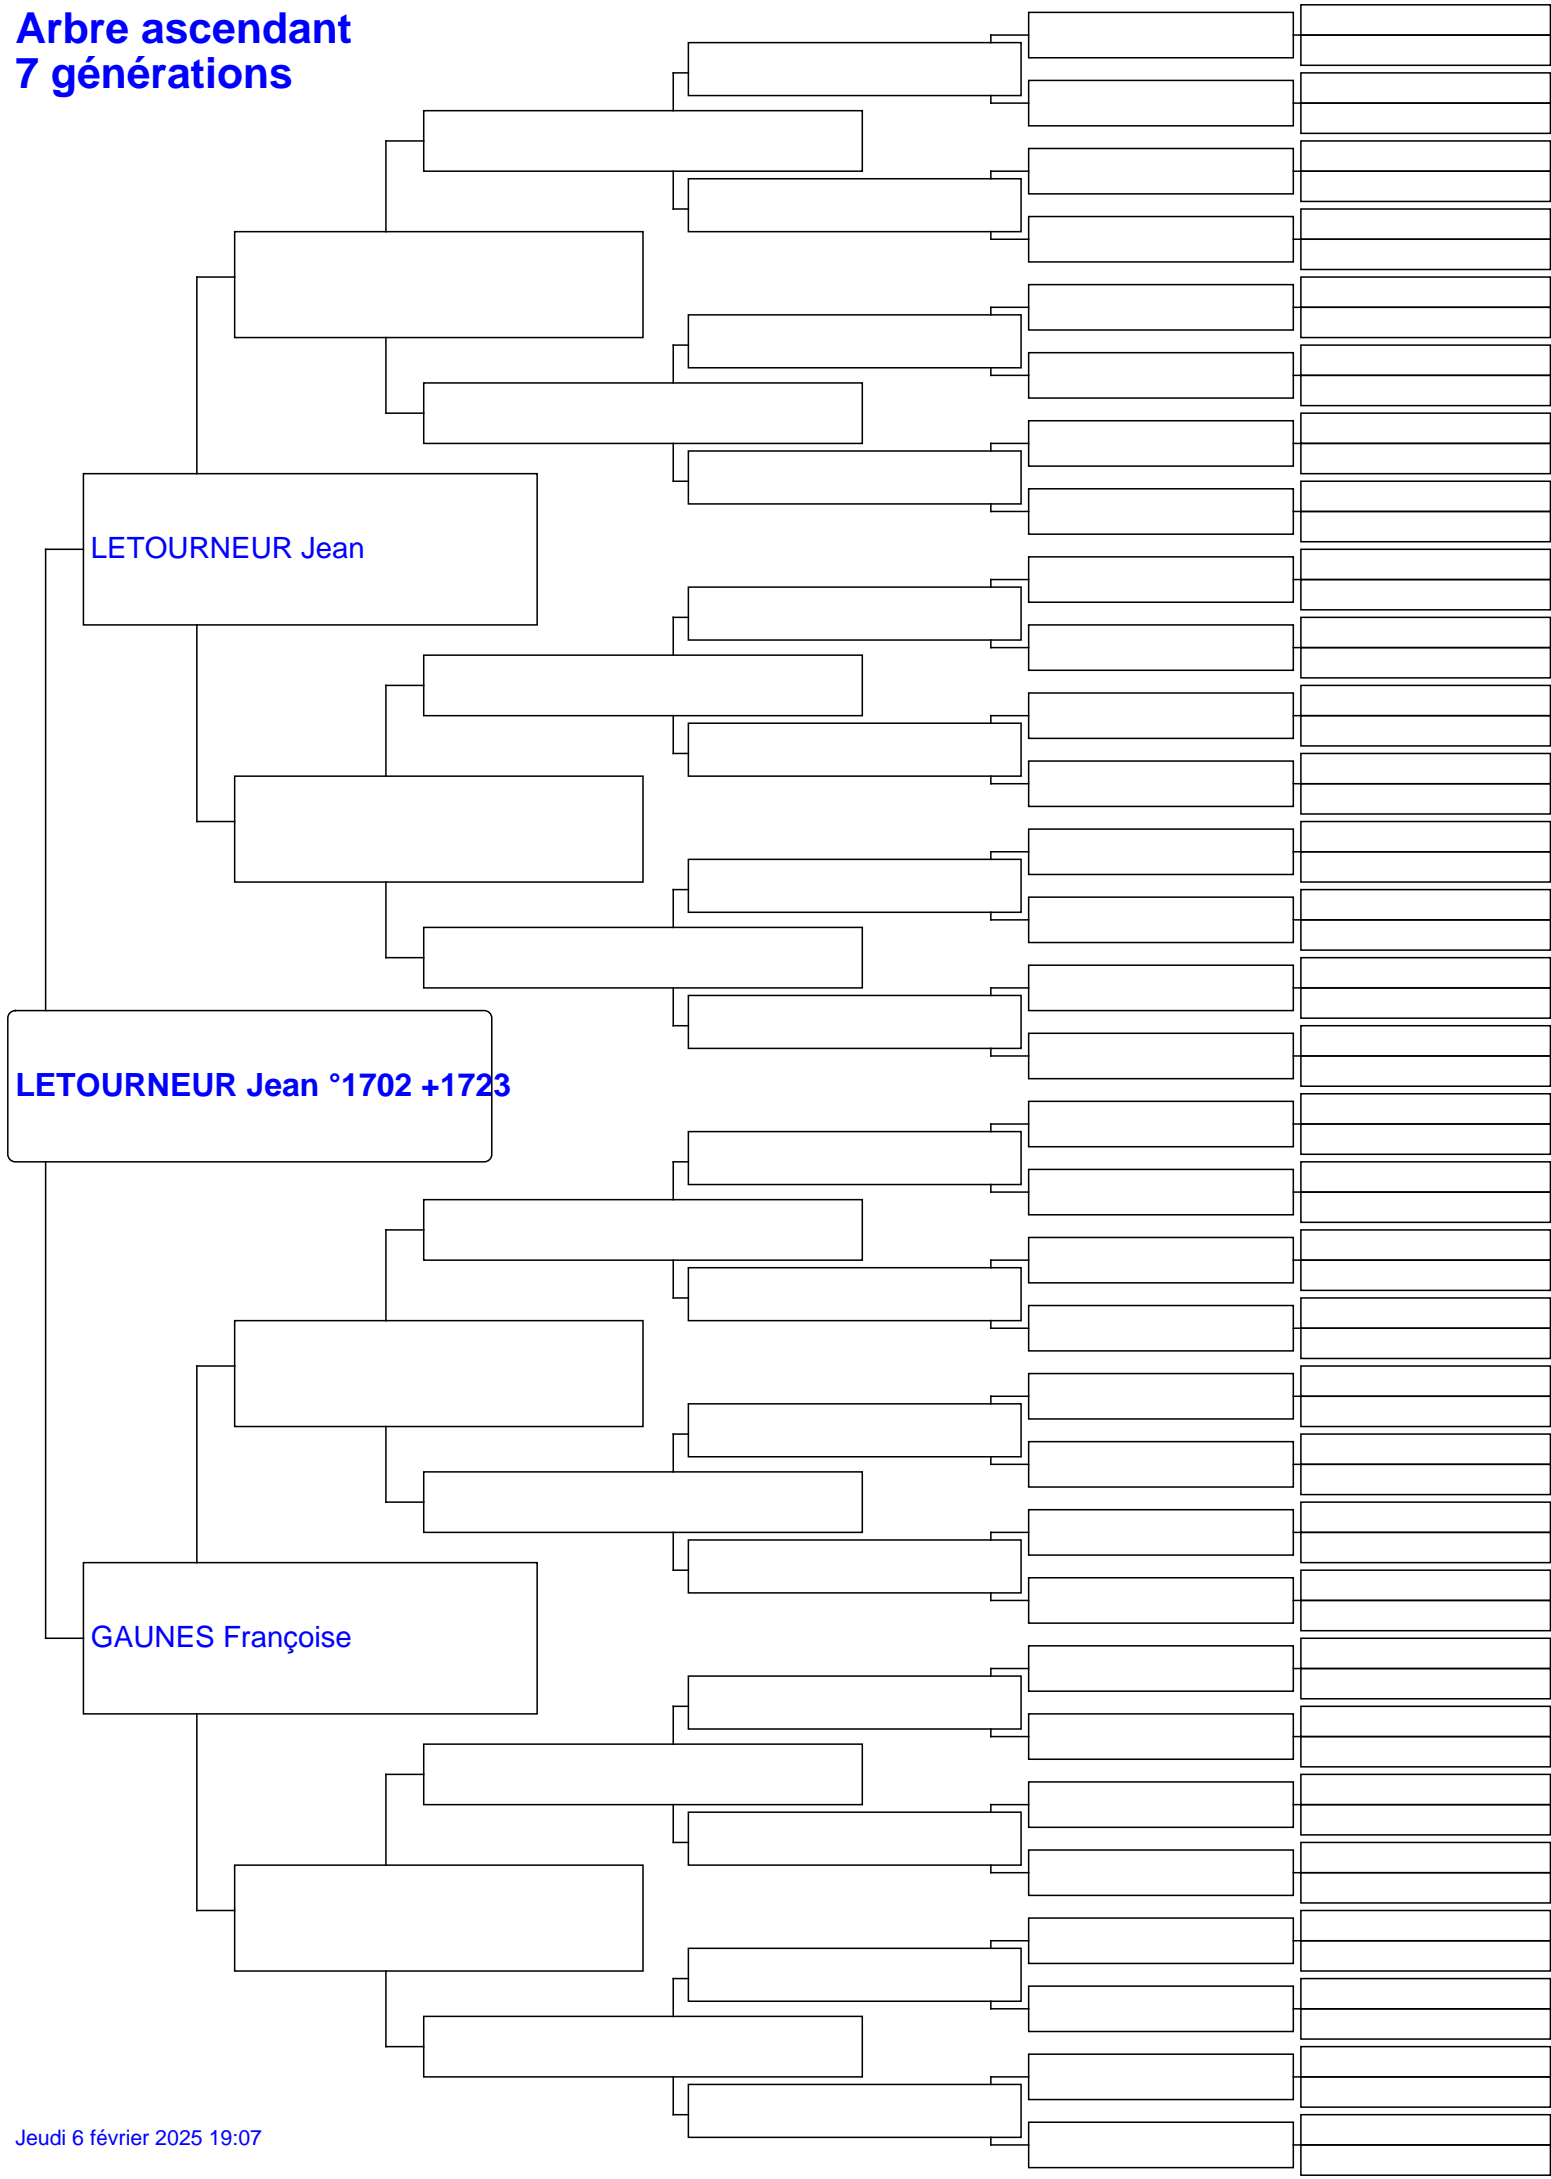 Arbre ascendant
7 générations
LETOURNEUR Jean
LETOURNEUR Jean °1702 +1723
GAUNES Françoise
Jeudi 6 février 2025 19:07